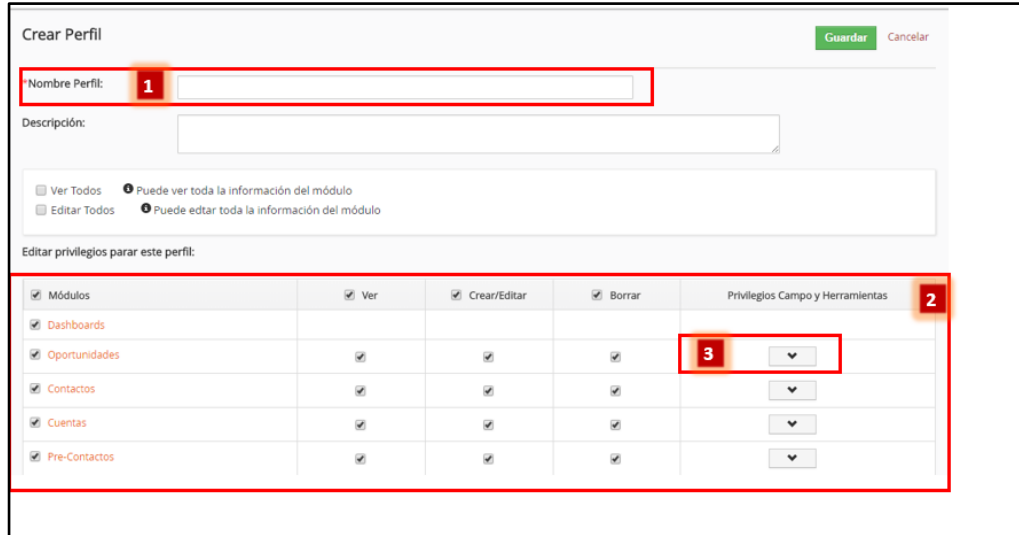 Crear Perfil
Guardar Cancelar
*Nombre Perfil: 1
Descripción:
Ver Todos Puede ver toda la información del módulo
Editar Todos Puede edtar toda la información del módulo
Editar privilegios parar este perfil:
Módulos Ver Crear/Editar Borrar Privilegios Campo y Herramientas 2
Dashboards
Oportunidades 3
Contactos
Cuentas
Pre-Contactos